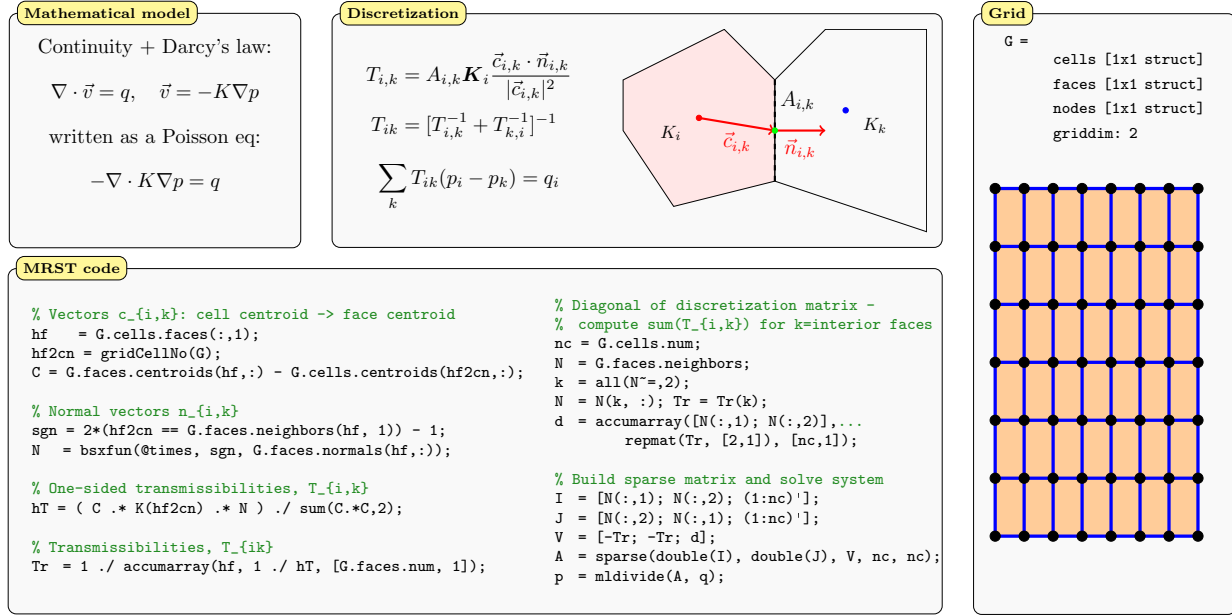 Mathematical model
Continuity + Darcy's law:
∇ · v⃗ = q, v⃗ = −K∇p
written as a Poisson eq:
−∇ · K∇p = q
Discretization
T_{i,k} = A_{i,k} K_i \frac{c⃗_{i,k} · n⃗_{i,k}}{|c⃗_{i,k}|^2}
T_{ik} = [T_{i,k}^{-1} + T_{k,i}^{-1}]^{-1}
∑_k T_{ik}(p_i − p_k) = q_i
A_{i,k}
K_i
K_k
c⃗_{i,k}
n⃗_{i,k}
MRST code
% Vectors c_{i,k}: cell centroid -> face centroid
hf = G.cells.faces(:,1);
hf2cn = gridCellNo(G);
C = G.faces.centroids(hf,:) - G.cells.centroids(hf2cn,:);
% Normal vectors n_{i,k}
sgn = 2*(hf2cn == G.faces.neighbors(hf, 1)) - 1;
N = bsxfun(@times, sgn, G.faces.normals(hf,:));
% One-sided transmissibilities, T_{i,k}
hT = ( C .* K(hf2cn) .* N ) ./ sum(C.*C,2);
% Transmissibilities, T_{ik}
Tr = 1 ./ accumarray(hf, 1 ./ hT, [G.faces.num, 1]);
% Diagonal of discretization matrix -
% compute sum(T_{i,k}) for k=interior faces
nc = G.cells.num;
N = G.faces.neighbors;
k = all(N~=,2);
N = N(k, :); Tr = Tr(k);
d = accumarray([N(:,1); N(:,2)],...
repmat(Tr, [2,1]), [nc,1]);
% Build sparse matrix and solve system
I = [N(:,1); N(:,2); (1:nc)'];
J = [N(:,2); N(:,1); (1:nc)'];
V = [-Tr; -Tr; d];
A = sparse(double(I), double(J), V, nc, nc);
p = mldivide(A, q);
Grid
G =
cells [1x1 struct]
faces [1x1 struct]
nodes [1x1 struct]
griddim: 2